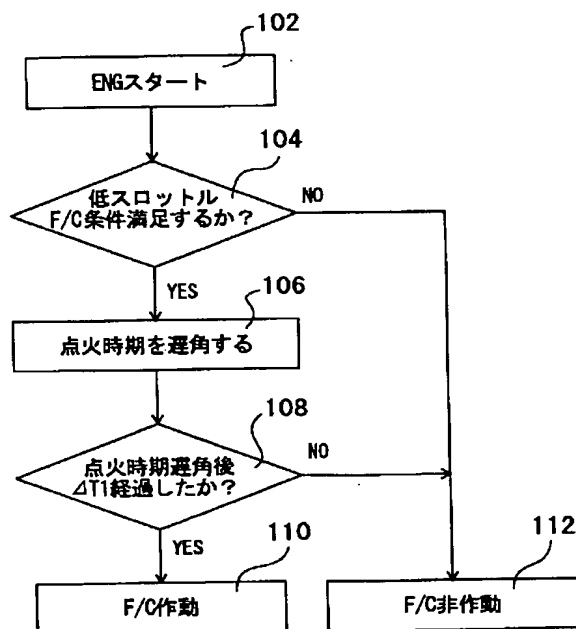 102
ENGスタート
104
低スロットル
F/C条件満足するか？
NO
YES
106
点火時期を遅角する
108
点火時期遅角後
△T1経過したか？
NO
YES
110
F/C作動
112
F/C非作動